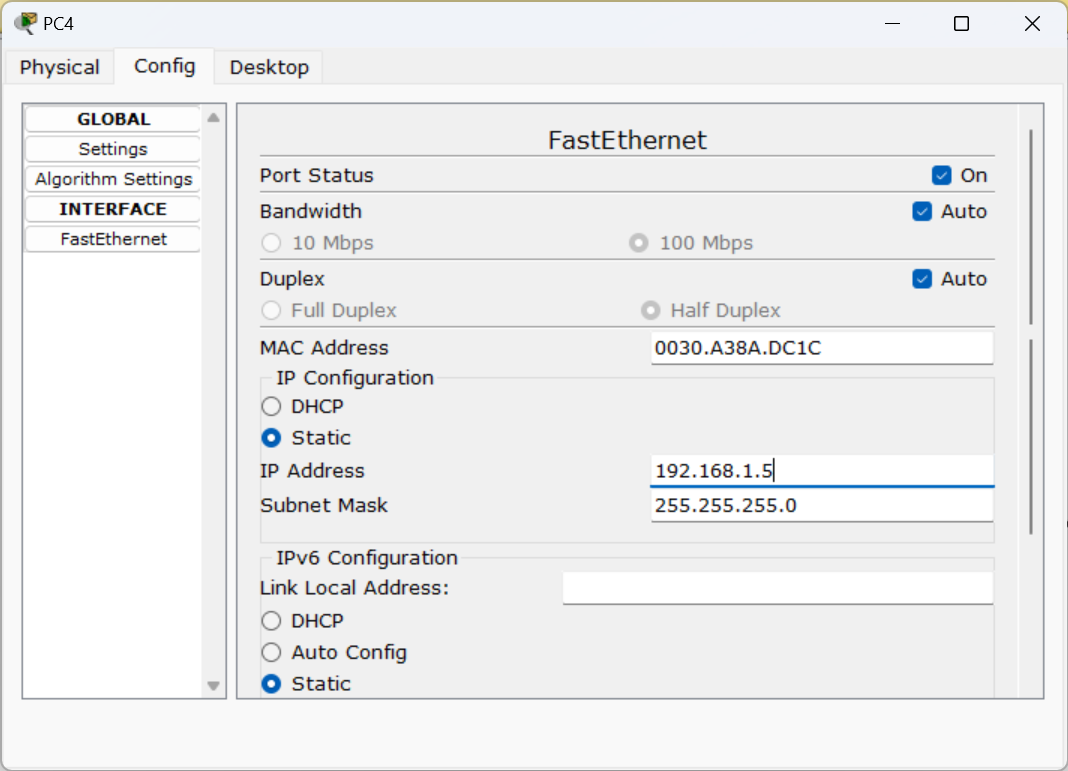 PC4
Physical Config Desktop
GLOBAL
Settings
Algorithm Settings
INTERFACE
FastEthernet
FastEthernet
Port Status On
Bandwidth Auto
10 Mbps 100 Mbps
Duplex Auto
Full Duplex Half Duplex
MAC Address 0030.A38A.DC1C
IP Configuration
DHCP
Static
IP Address 192.168.1.5
Subnet Mask 255.255.255.0
IPv6 Configuration
Link Local Address:
DHCP
Auto Config
Static